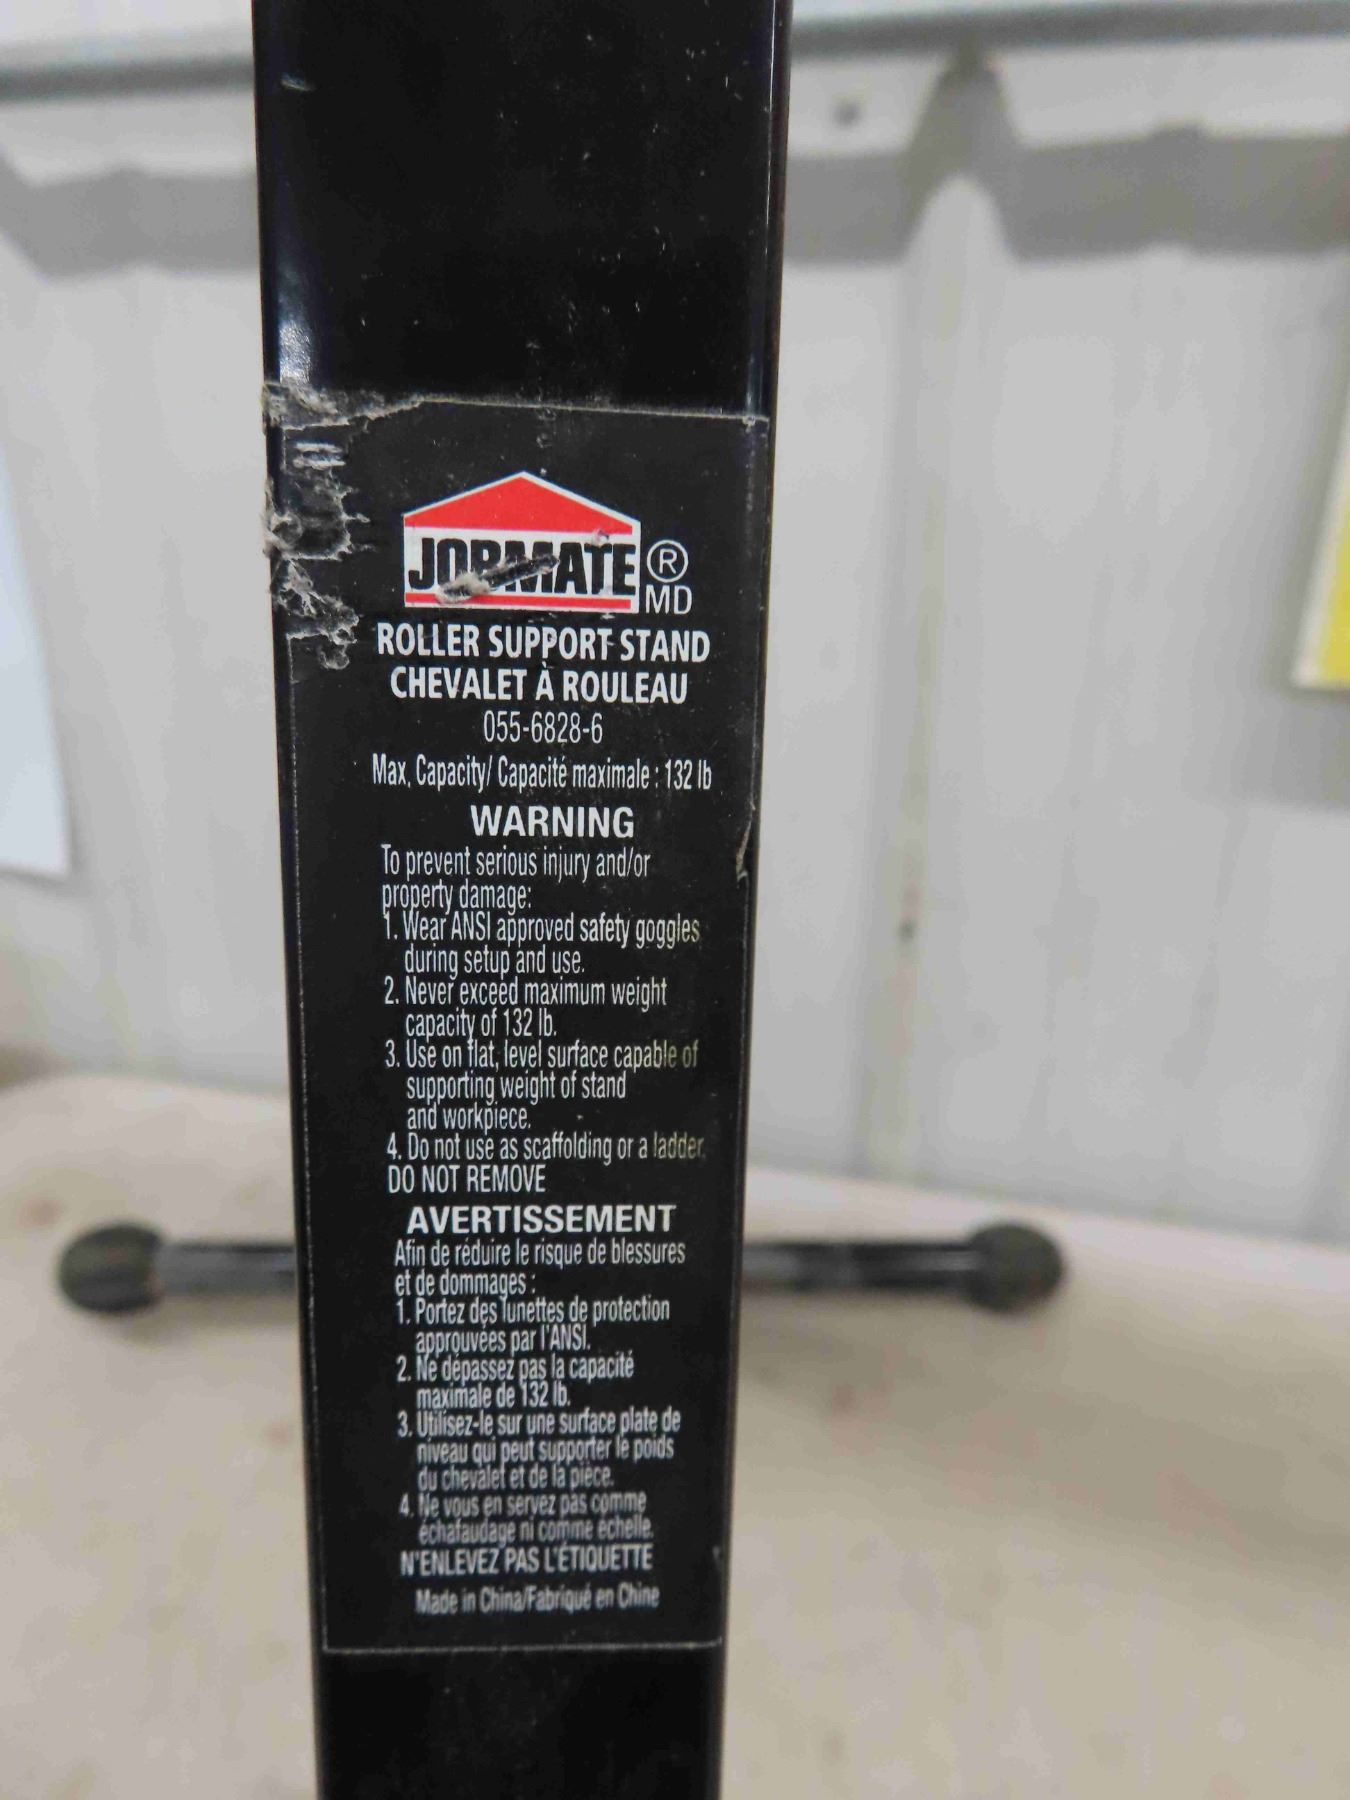 JOBMATE ®
MD
ROLLER SUPPORT STAND
CHEVALET À ROULEAU
055-6828-6
Max. Capacity/ Capacité maximale : 132 lb
WARNING
To prevent serious injury and/or
property damage:
1. Wear ANSI approved safety goggles
during setup and use.
2. Never exceed maximum weight
capacity of 132 lb.
3. Use on flat, level surface capable of
supporting weight of stand
and workpiece.
4. Do not use as scaffolding or a ladder.
DO NOT REMOVE
AVERTISSEMENT
Afin de réduire le risque de blessures
et de dommages :
1. Portez des lunettes de protection
approuvées par l'ANSI.
2. Ne dépassez pas la capacité
maximale de 132 lb.
3. Utilisez-le sur une surface plate de
niveau qui peut supporter le poids
du chevalet et de la pièce.
4. Ne vous en servez pas comme
échafaudage ni comme échelle.
N'ENLEVEZ PAS L'ÉTIQUETTE
Made in China/Fabriqué en Chine